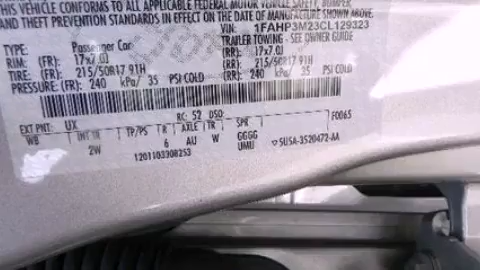 VEHICLE CONFORMS TO ALL APPLICABLE FEDERAL MOTOR VEHICLE SAFETY, BUMPER,
AND THEFT PREVENTION STANDARDS IN EFFECT ON THE DATE OF MANUFACTURE SHOWN ABOVE
VIN: 1FAHP3M23CL129323
TYPE: Passenger Car TRAILER TOWING - SEE OWNER GUIDE
RIM: (FR): 17x7.0J (RR): 17x7.0J
TIRE: (FR): 215/50R17 91H (RR): 215/50R17 91H
PRESSURE: (FR): 240 kPa/ 35 PSI COLD (RR): 240 kPa/ 35 PSI COLD
EXT PNT: UX RC: 52 DSO: F0065
WB INT TR TP/PS R AXLE TR SPR
2W 6 AU W GGGG
UMU
1201103308253 5U5A-3520472-AA